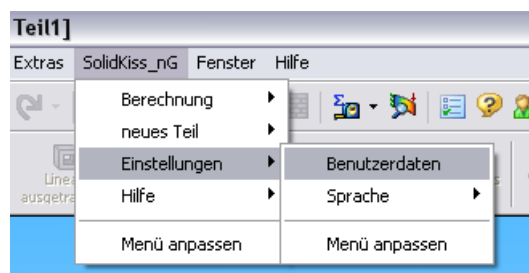 Teil1]
Extras SolidKiss_nG Fenster Hilfe
Berechnung
neues Teil
Einstellungen
Hilfe
Menü anpassen
Benutzerdaten
Sprache
Menü anpassen